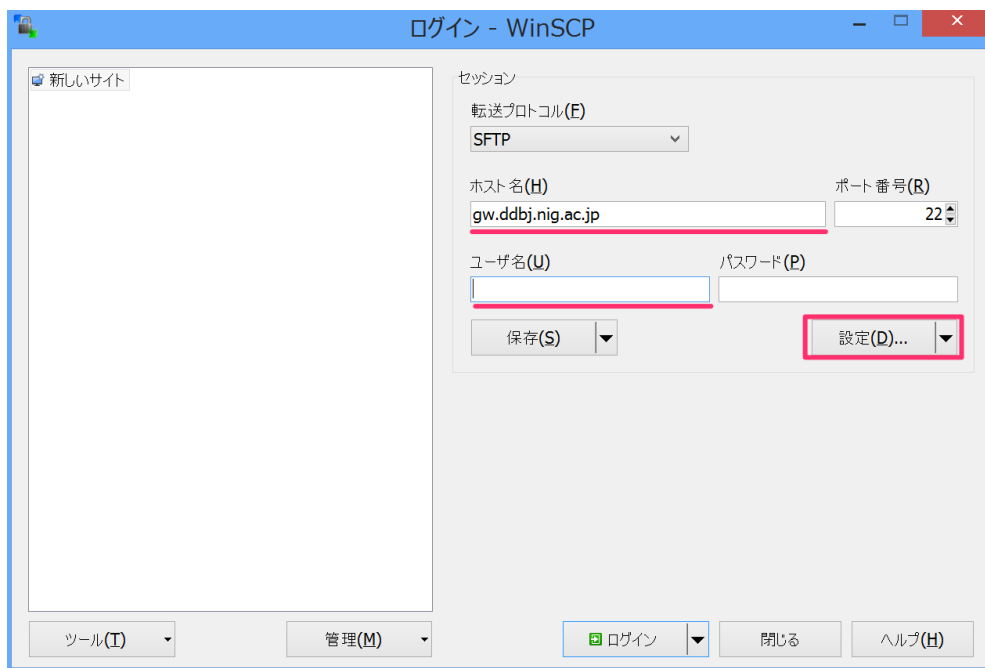 ログイン - WinSCP
新しいサイト
セッション
転送プロトコル(F)
SFTP
ホスト名(H) ポート番号(R)
gw.ddbj.nig.ac.jp 22
ユーザ名(U) パスワード(P)
保存(S) 設定(D)...
ツール(T) 管理(M) ログイン 閉じる ヘルプ(H)